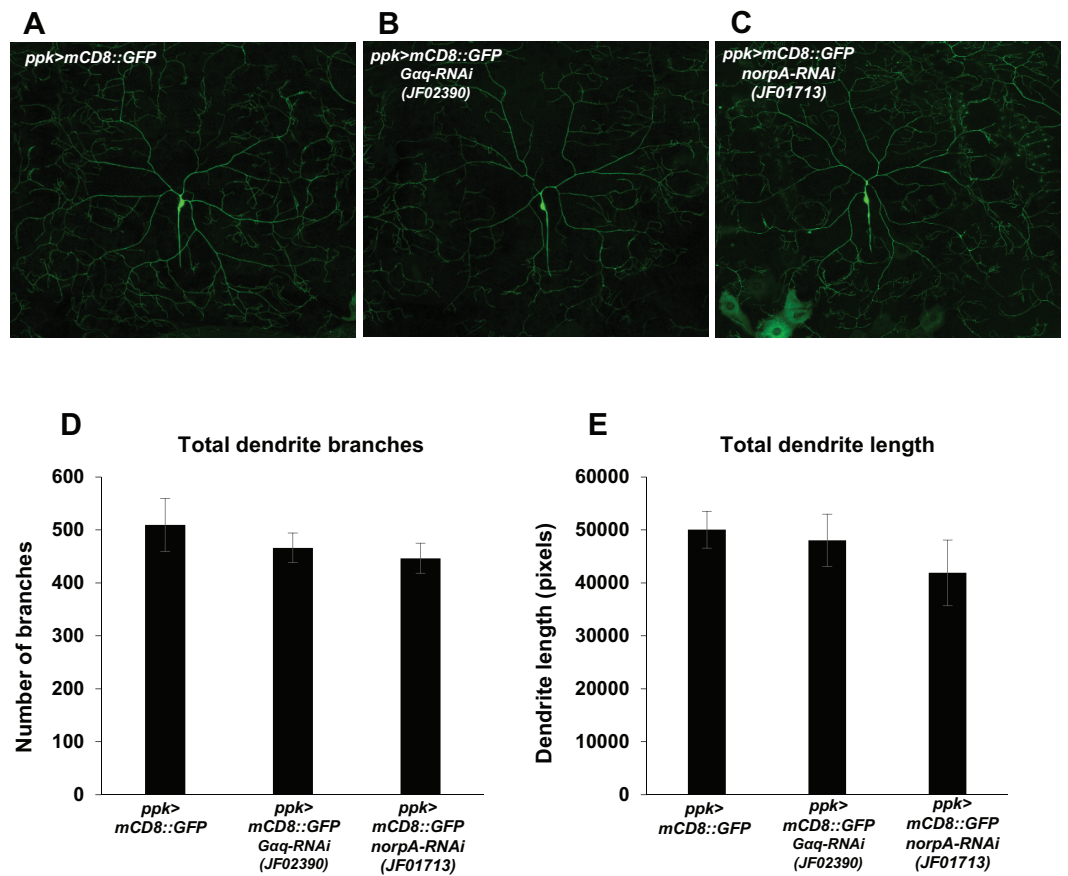 A
B
C
ppk>mCD8::GFP
ppk>mCD8::GFP
Gαq-RNAi
(JF02390)
ppk>mCD8::GFP
norpA-RNAi
(JF01713)
D
Total dendrite branches
Number of branches
600
500
400
300
200
100
0
ppk>
mCD8::GFP
ppk>
mCD8::GFP
Gαq-RNAi
(JF02390)
ppk>
mCD8::GFP
norpA-RNAi
(JF01713)
E
Total dendrite length
Dendrite length (pixels)
60000
50000
40000
30000
20000
10000
0
ppk>
mCD8::GFP
ppk>
mCD8::GFP
Gαq-RNAi
(JF02390)
ppk>
mCD8::GFP
norpA-RNAi
(JF01713)